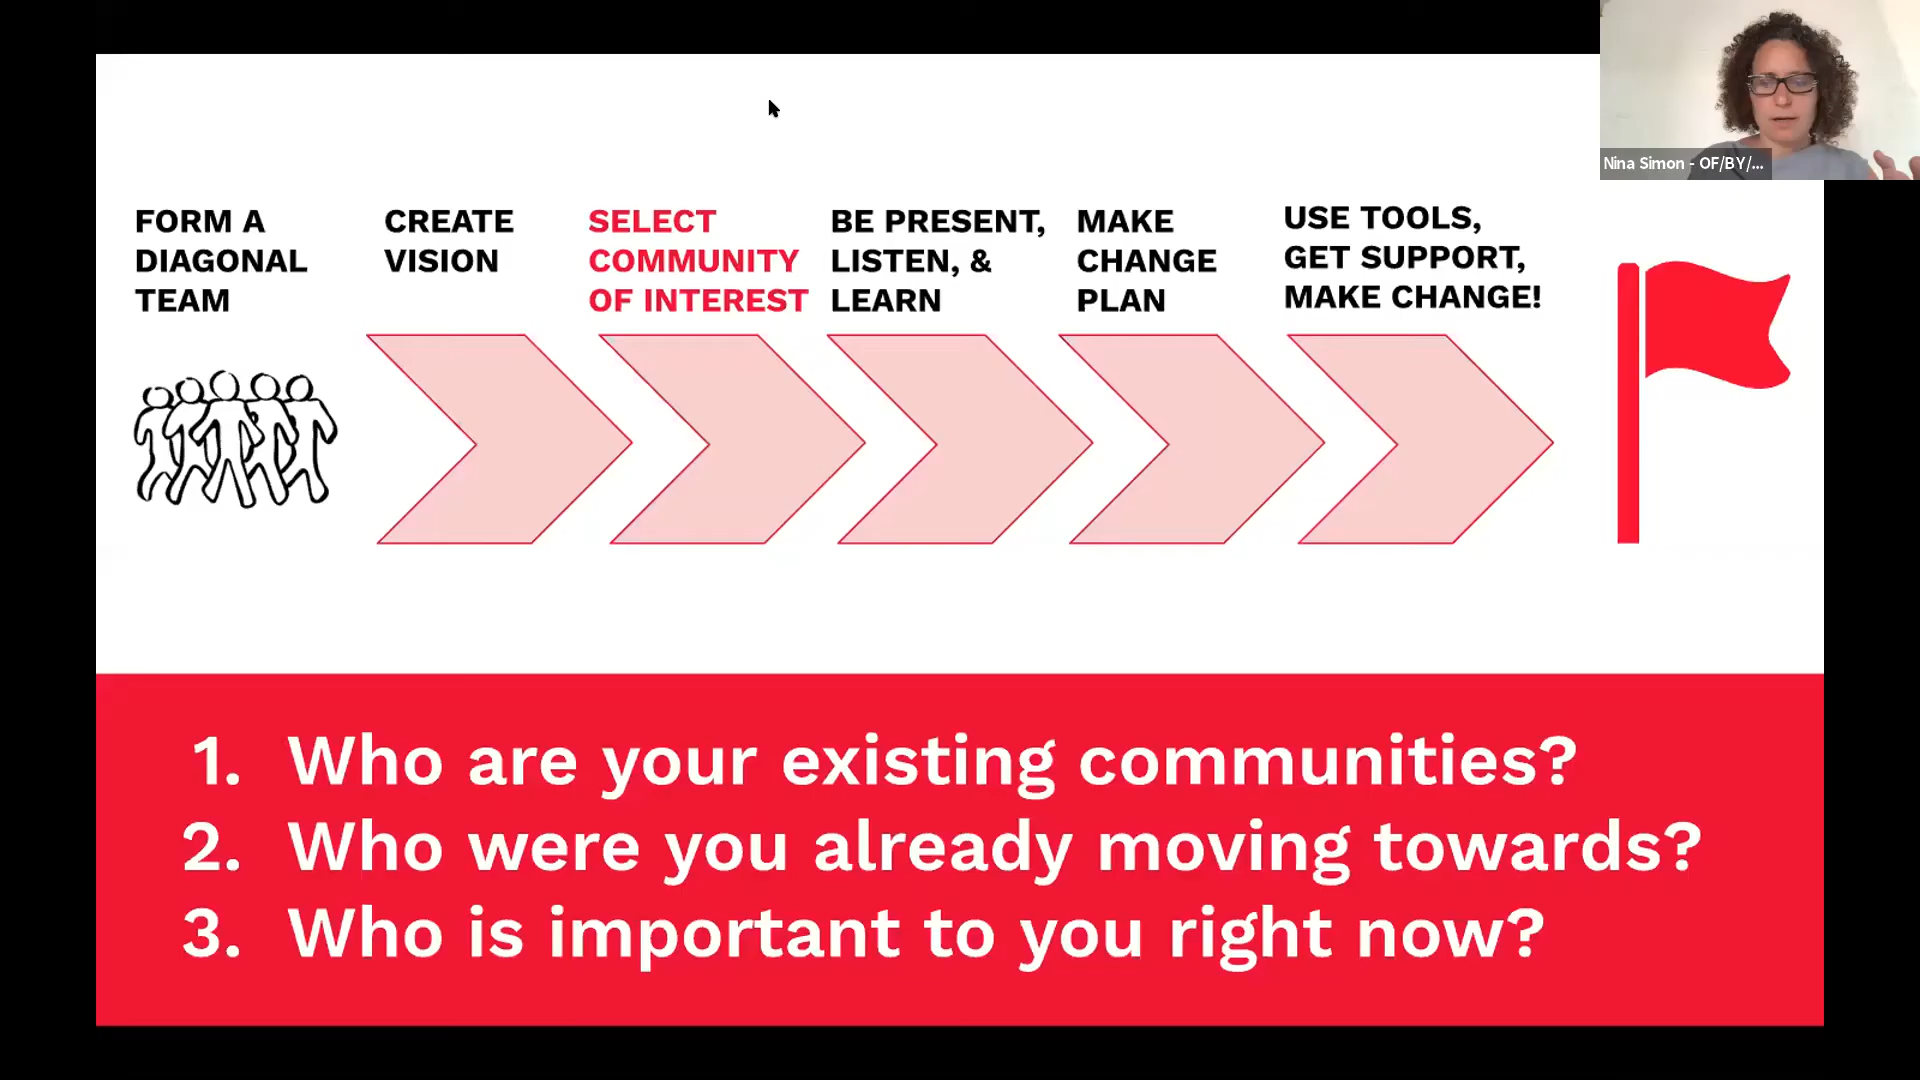 Nina Simon - OF/BY/...
FORM A
DIAGONAL
TEAM
CREATE
VISION
SELECT
COMMUNITY
OF INTEREST
BE PRESENT,
LISTEN, &
LEARN
MAKE
CHANGE
PLAN
USE TOOLS,
GET SUPPORT,
MAKE CHANGE!
1. Who are your existing communities?
2. Who were you already moving towards?
3. Who is important to you right now?